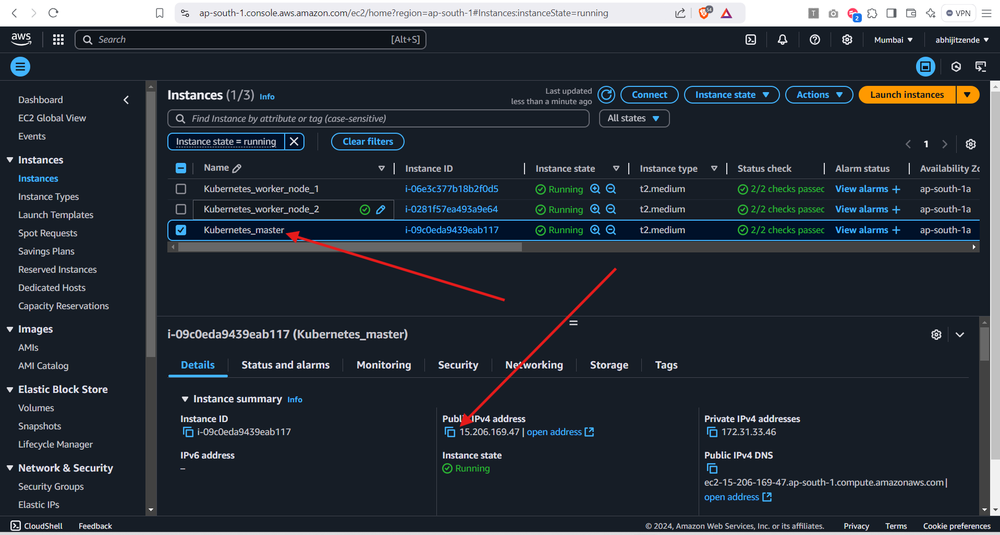 ap-south-1.console.aws.amazon.com/ec2/home?region=ap-south-1#Instances:instanceState=running
54
T
2
VPN
aws
Search
[Alt+S]
Mumbai
abhijitzende
Dashboard
EC2 Global View
Events
Instances
Instances
Instance Types
Launch Templates
Spot Requests
Savings Plans
Reserved Instances
Dedicated Hosts
Capacity Reservations
Images
AMIs
AMI Catalog
Elastic Block Store
Volumes
Snapshots
Lifecycle Manager
Network & Security
Security Groups
Elastic IPs
Instances (1/3) Info
Last updated
less than a minute ago
Connect
Instance state
Actions
Launch instances
Find Instance by attribute or tag (case-sensitive)
All states
Instance state = running
Clear filters
1
Name Instance ID Instance state Instance type Status check Alarm status Availability Zo
Kubernetes_worker_node_1 i-06e3c377b18b2f0d5 Running t2.medium 2/2 checks passec View alarms + ap-south-1a
Kubernetes_worker_node_2 i-0281f57ea493a9e64 Running t2.medium 2/2 checks passec View alarms + ap-south-1a
Kubernetes_master i-09c0eda9439eab117 Running t2.medium 2/2 checks passec View alarms + ap-south-1a
i-09c0eda9439eab117 (Kubernetes_master)
Details Status and alarms Monitoring Security Networking Storage Tags
Instance summary Info
Instance ID
i-09c0eda9439eab117
Public IPv4 address
15.206.169.47 | open address
Private IPv4 addresses
172.31.33.46
IPv6 address
–
Instance state
Running
Public IPv4 DNS
ec2-15-206-169-47.ap-south-1.compute.amazonaws.com |
open address
CloudShell Feedback
© 2024, Amazon Web Services, Inc. or its affiliates. Privacy Terms Cookie preferences